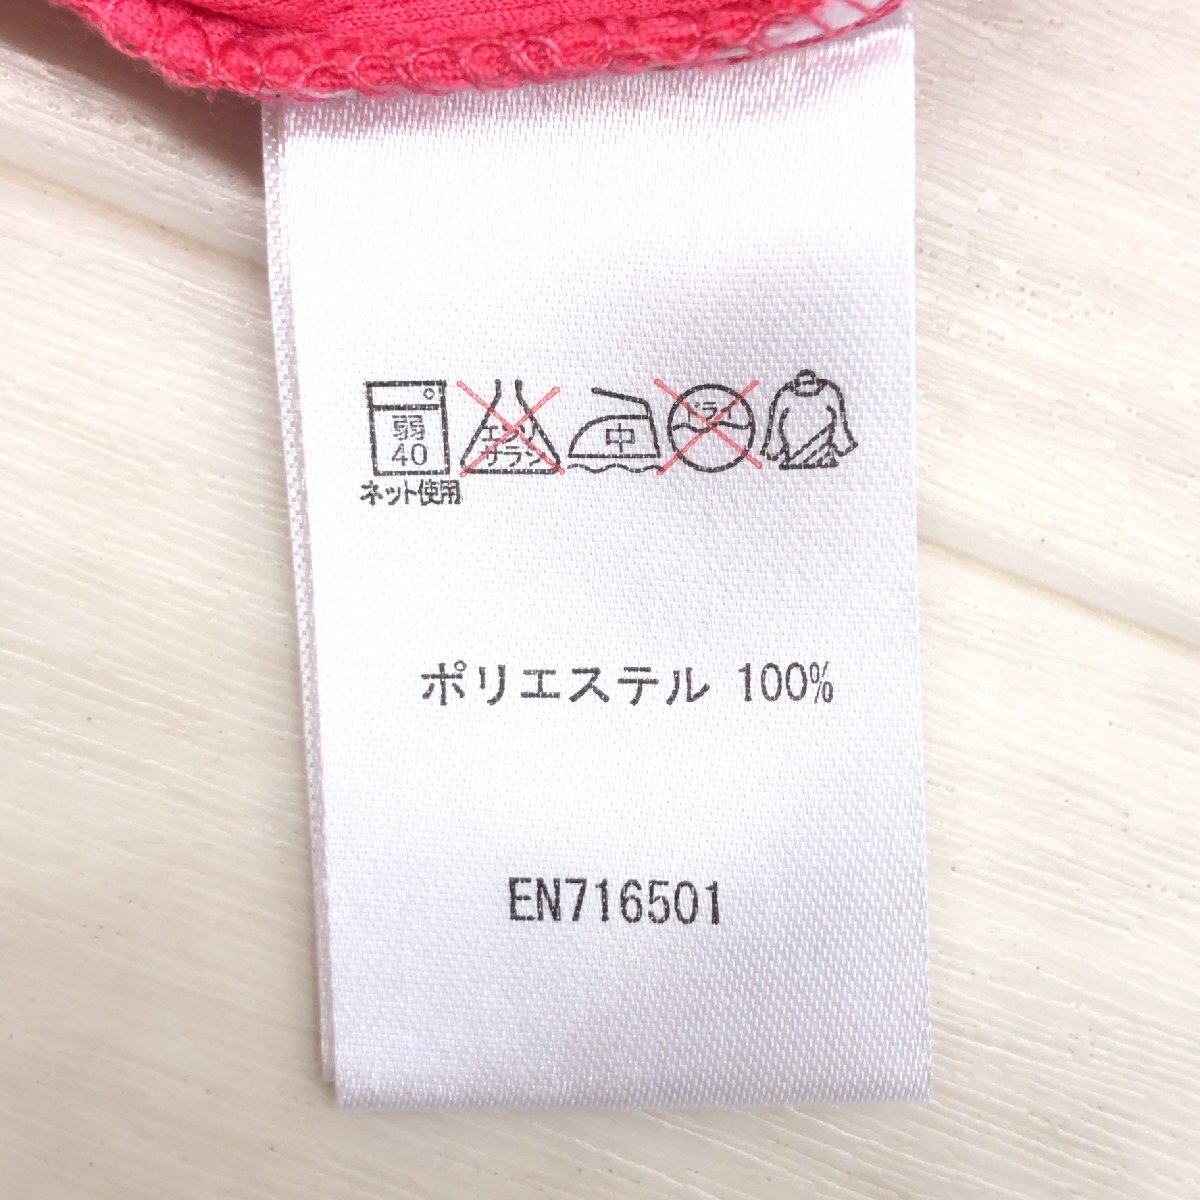 弱 エンソ 中 ドライ
40 サラシ
ネット使用
ポリエステル 100%
EN716501